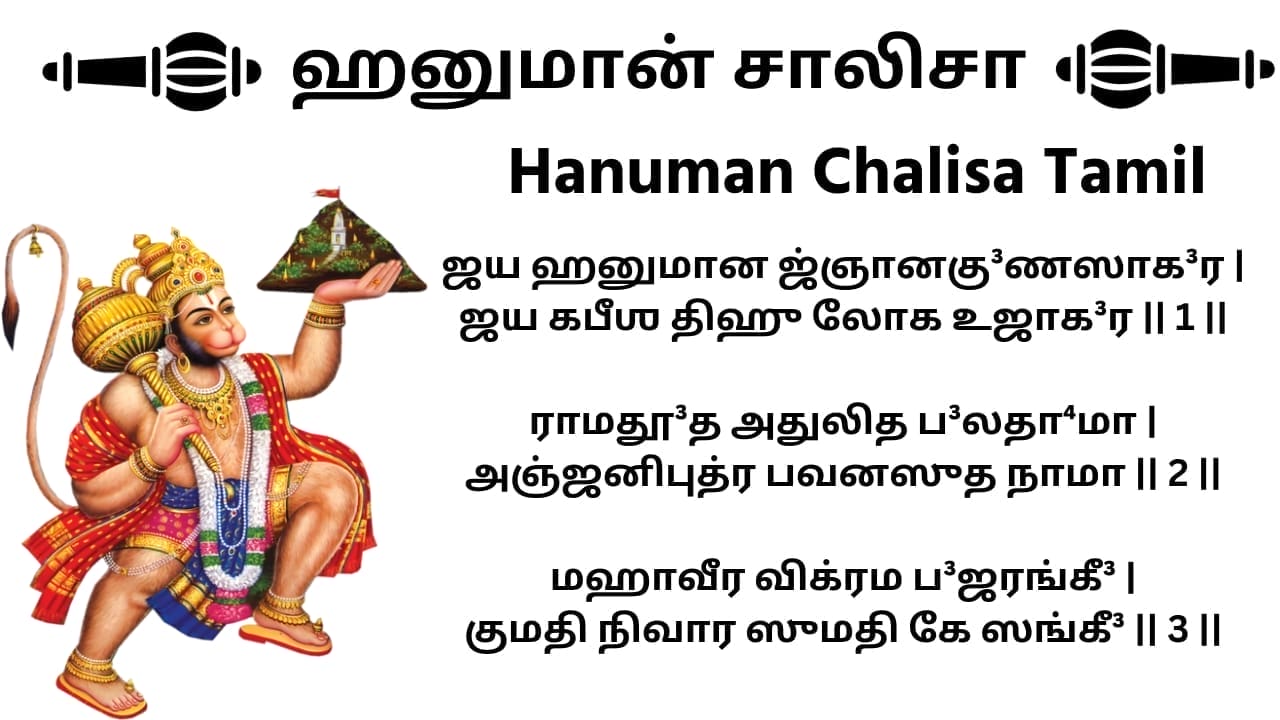 ஹனுமான் சாலிசா
Hanuman Chalisa Tamil
ஜய ஹனுமான ஜ்ஞானகு³ணஸாக³ர |
ஜய கபீஶ திஹு லோக உஜாக³ர || 1 ||
ராமதூ³த அதுலித ப³லதா⁴மா |
அஞ்ஜனிபுத்ர பவனஸுத நாமா || 2 ||
மஹாவீர விக்ரம ப³ஜரங்கீ³ |
குமதி நிவார ஸுமதி கே ஸங்கீ³ || 3 ||